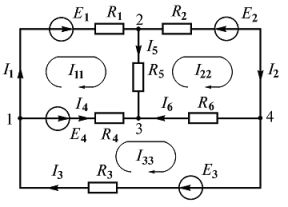 E1 R1 2 R2 E2
I1 I11 I5 R5 I22 I2
1 I4 I6 R6 4
E4 R4 3
I33
I3 R3 E3